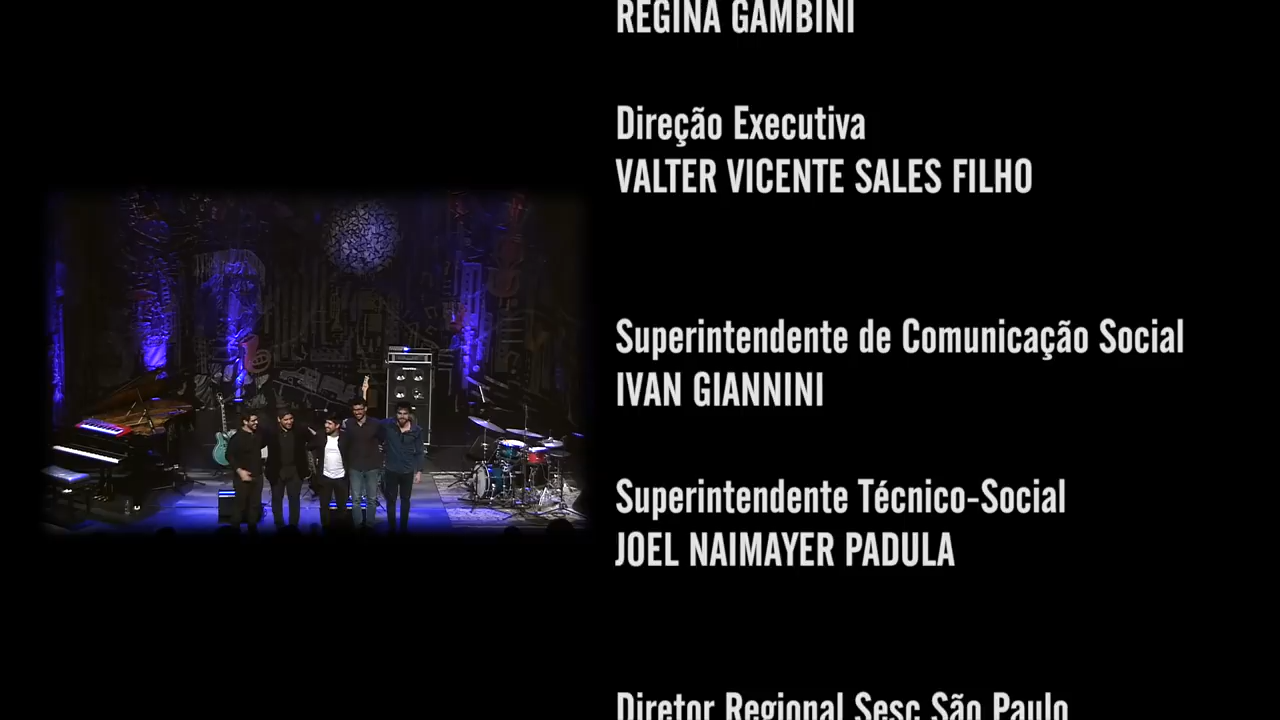 REGINA GAMBINI
Direção Executiva
VALTER VICENTE SALES FILHO
Superintendente de Comunicação Social
IVAN GIANNINI
Superintendente Técnico-Social
JOEL NAIMAYER PADULA
Diretor Regional Sesc São Paulo